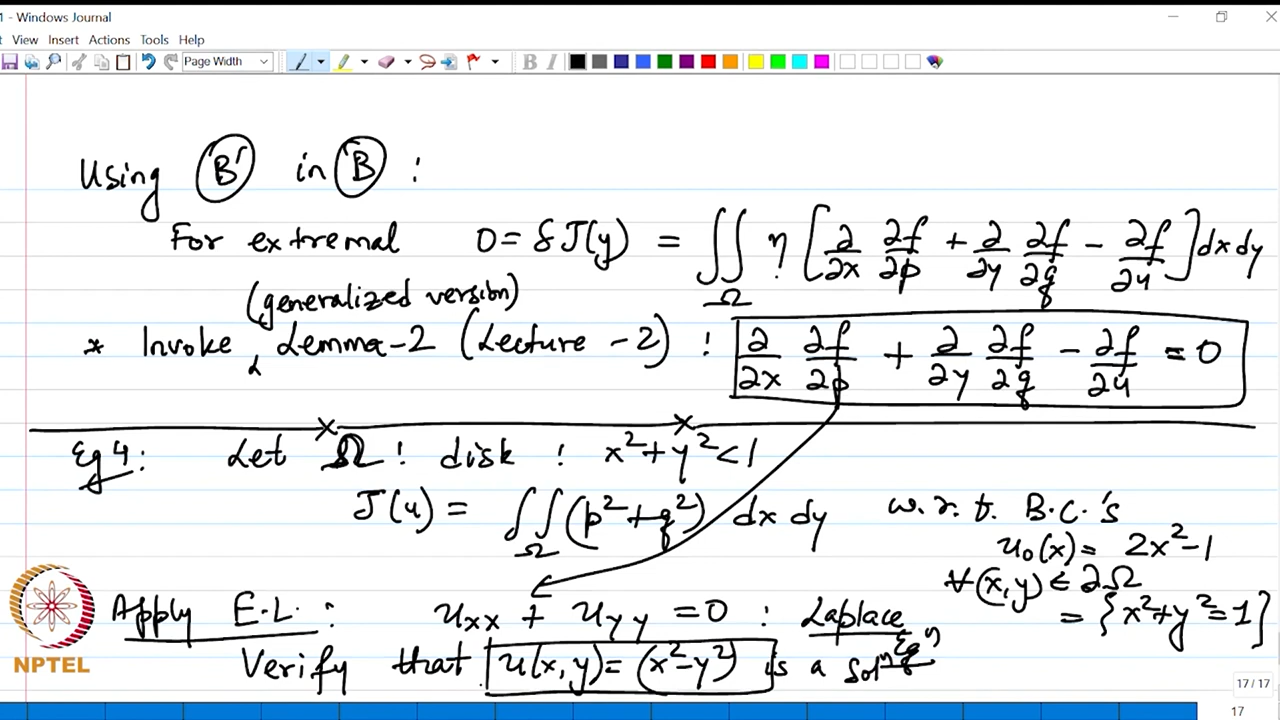 1 - Windows Journal
View Insert Actions Tools Help
Page Width
B I
Using (B') in (B) :
For extremal 0 = δJ(y) = ∬_Ω η [∂/∂x ∂f/∂p + ∂/∂y ∂f/∂q - ∂f/∂u] dx dy
(generalized version)
* Invoke Lemma-2 (Lecture-2) : ∂/∂x ∂f/∂p + ∂/∂y ∂f/∂q - ∂f/∂u = 0
Eg 4: Let Ω : disk : x²+y²<1
J(u) = ∬_Ω (p²+q²) dx dy w.r.t. B.C.'s
u₀(x) = 2x²-1
∀(x,y) ∈ ∂Ω
= {x²+y²=1}
Apply E.L. : u_xx + u_yy = 0 : Laplace Eqⁿ
Verify that u(x,y) = (x²-y²) is a solⁿ
NPTEL
17 / 17
17